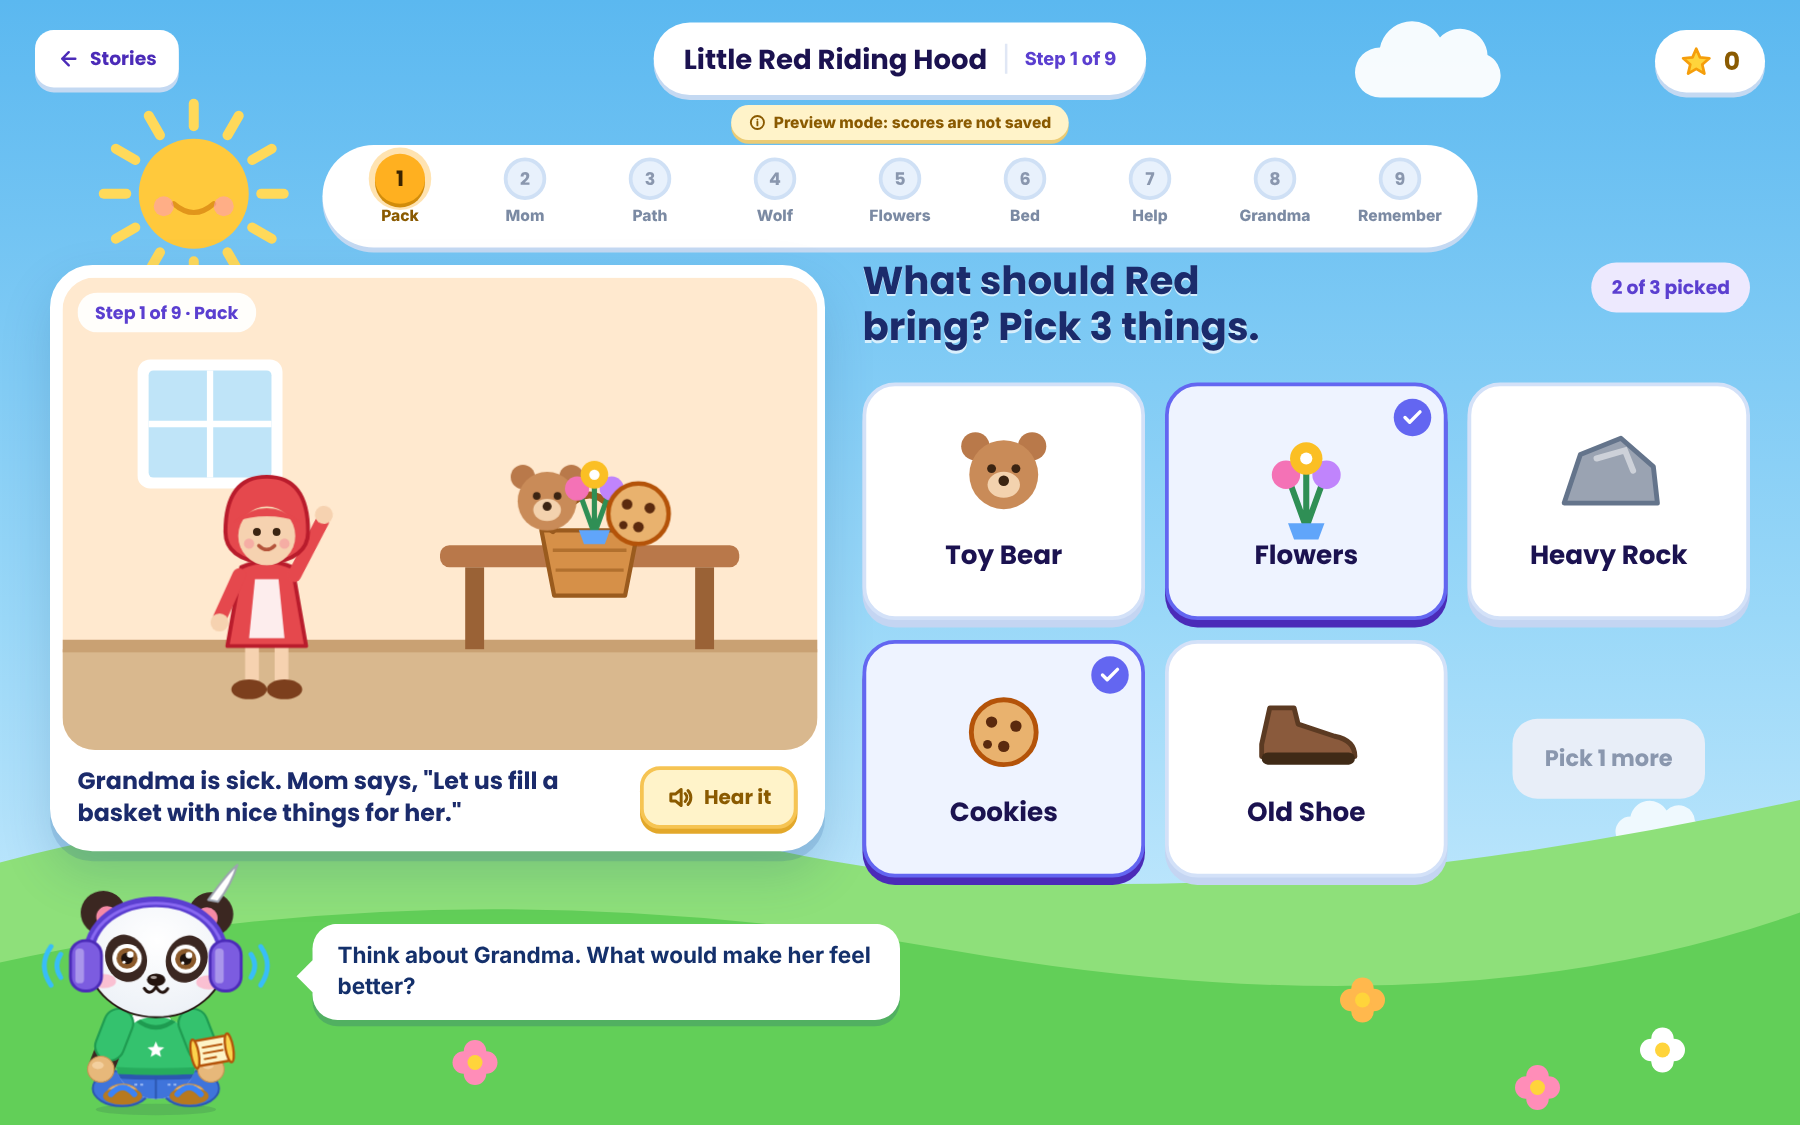 Stories
Little Red Riding Hood
Step 1 of 9
0
Preview mode: scores are not saved
1
Pack
2
Mom
3
Path
4
Wolf
5
Flowers
6
Bed
7
Help
8
Grandma
9
Remember
Step 1 of 9 · Pack
Grandma is sick. Mom says, "Let us fill a
basket with nice things for her."
Hear it
What should Red
bring? Pick 3 things.
2 of 3 picked
Toy Bear
Flowers
Heavy Rock
Cookies
Old Shoe
Pick 1 more
Think about Grandma. What would make her feel
better?